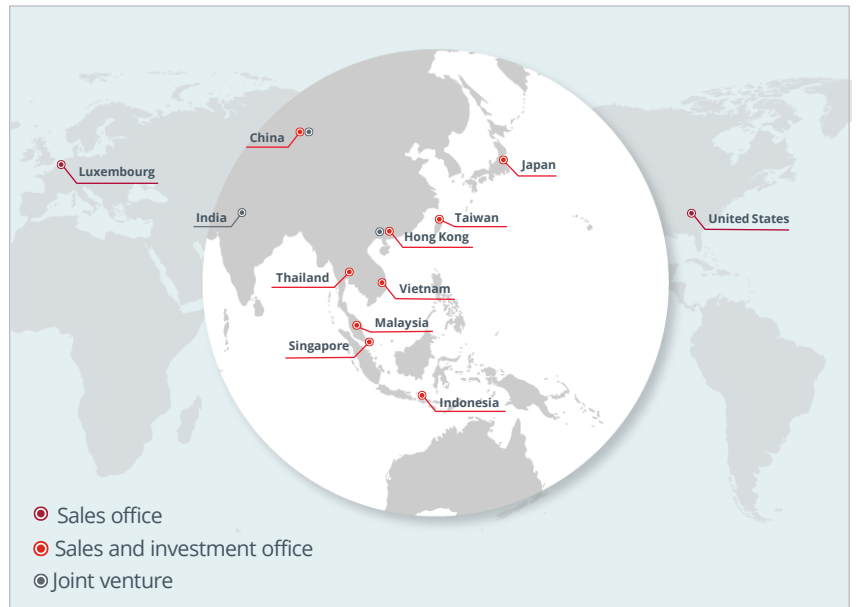 China
Japan
Luxembourg
India
Taiwan
United States
Hong Kong
Thailand
Vietnam
Malaysia
Singapore
Indonesia
Sales office
Sales and investment office
Joint venture